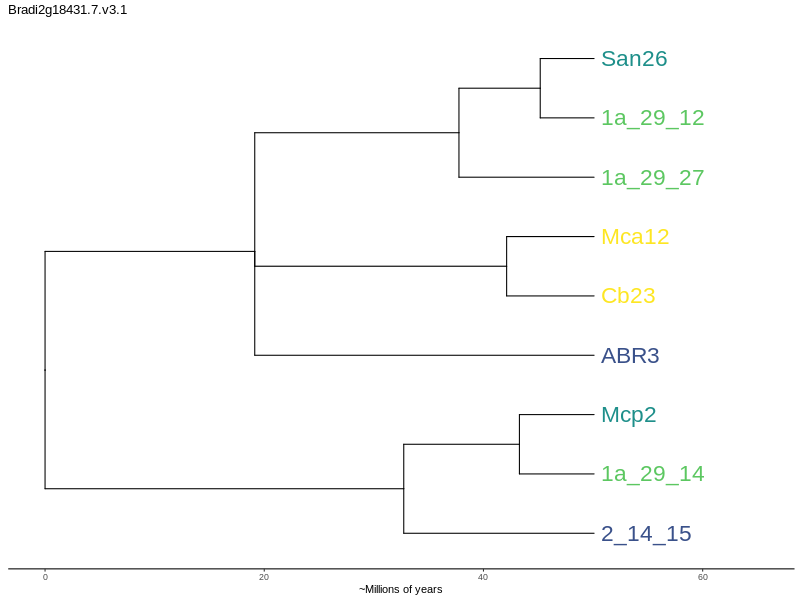 Bradi2g18431.7.v3.1
San26
1a_29_12
1a_29_27
Mca12
Cb23
ABR3
Mcp2
1a_29_14
2_14_15
0 20 40 60
~Millions of years